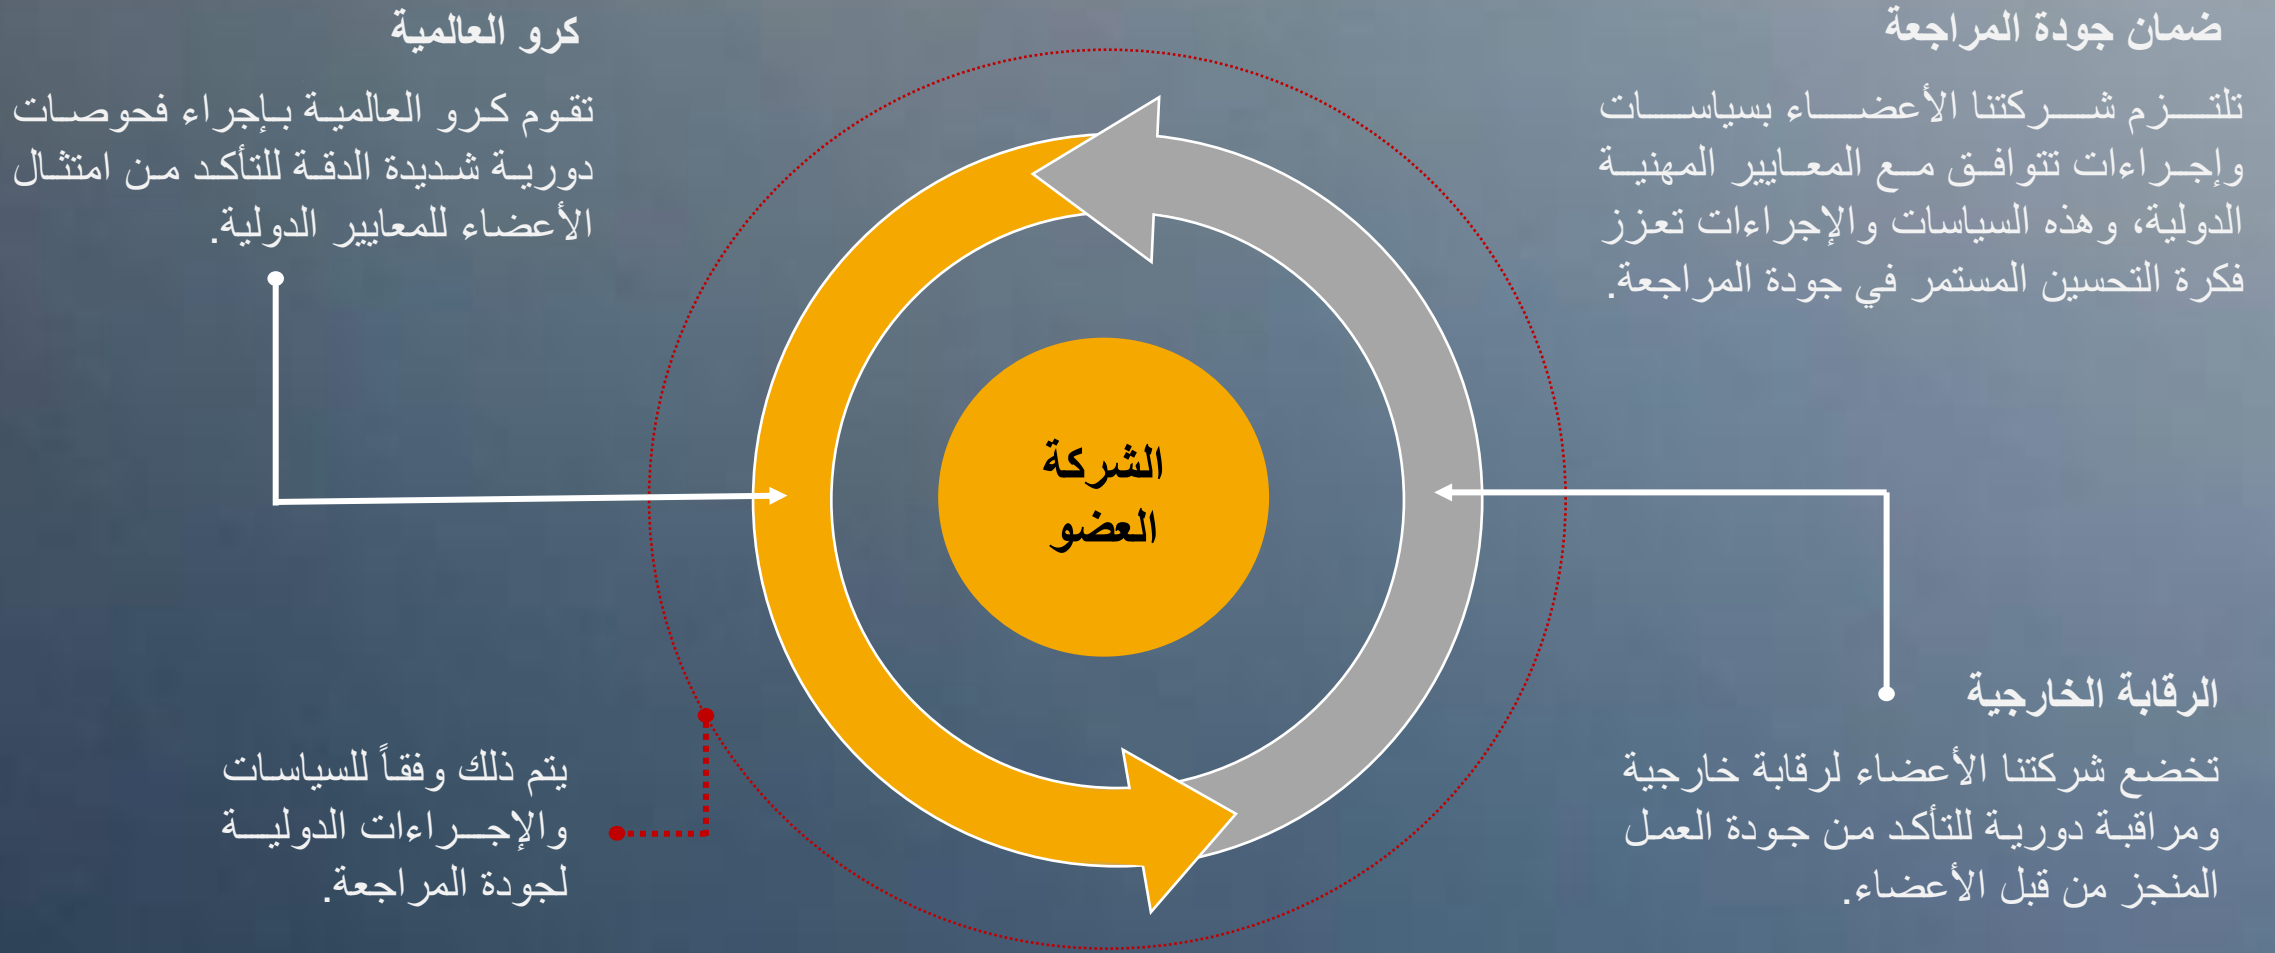 ضمان جودة المراجعة
تلتزم شركتنا الأعضاء بسياسات
وإجراءات تتوافق مع المعايير المهنية
الدولية، وهذه السياسات والإجراءات تعزز
فكرة التحسين المستمر في جودة المراجعة.
كرو العالمية
تقوم كرو العالمية بإجراء فحوصات
دورية شديدة الدقة للتأكد من امتثال
الأعضاء للمعايير الدولية.
الشركة
العضو
الرقابة الخارجية
تخضع شركتنا الأعضاء لرقابة خارجية
ومراقبة دورية للتأكد من جودة العمل
المنجز من قبل الأعضاء.
يتم ذلك وفقاً للسياسات
والإجراءات الدولية
لجودة المراجعة.